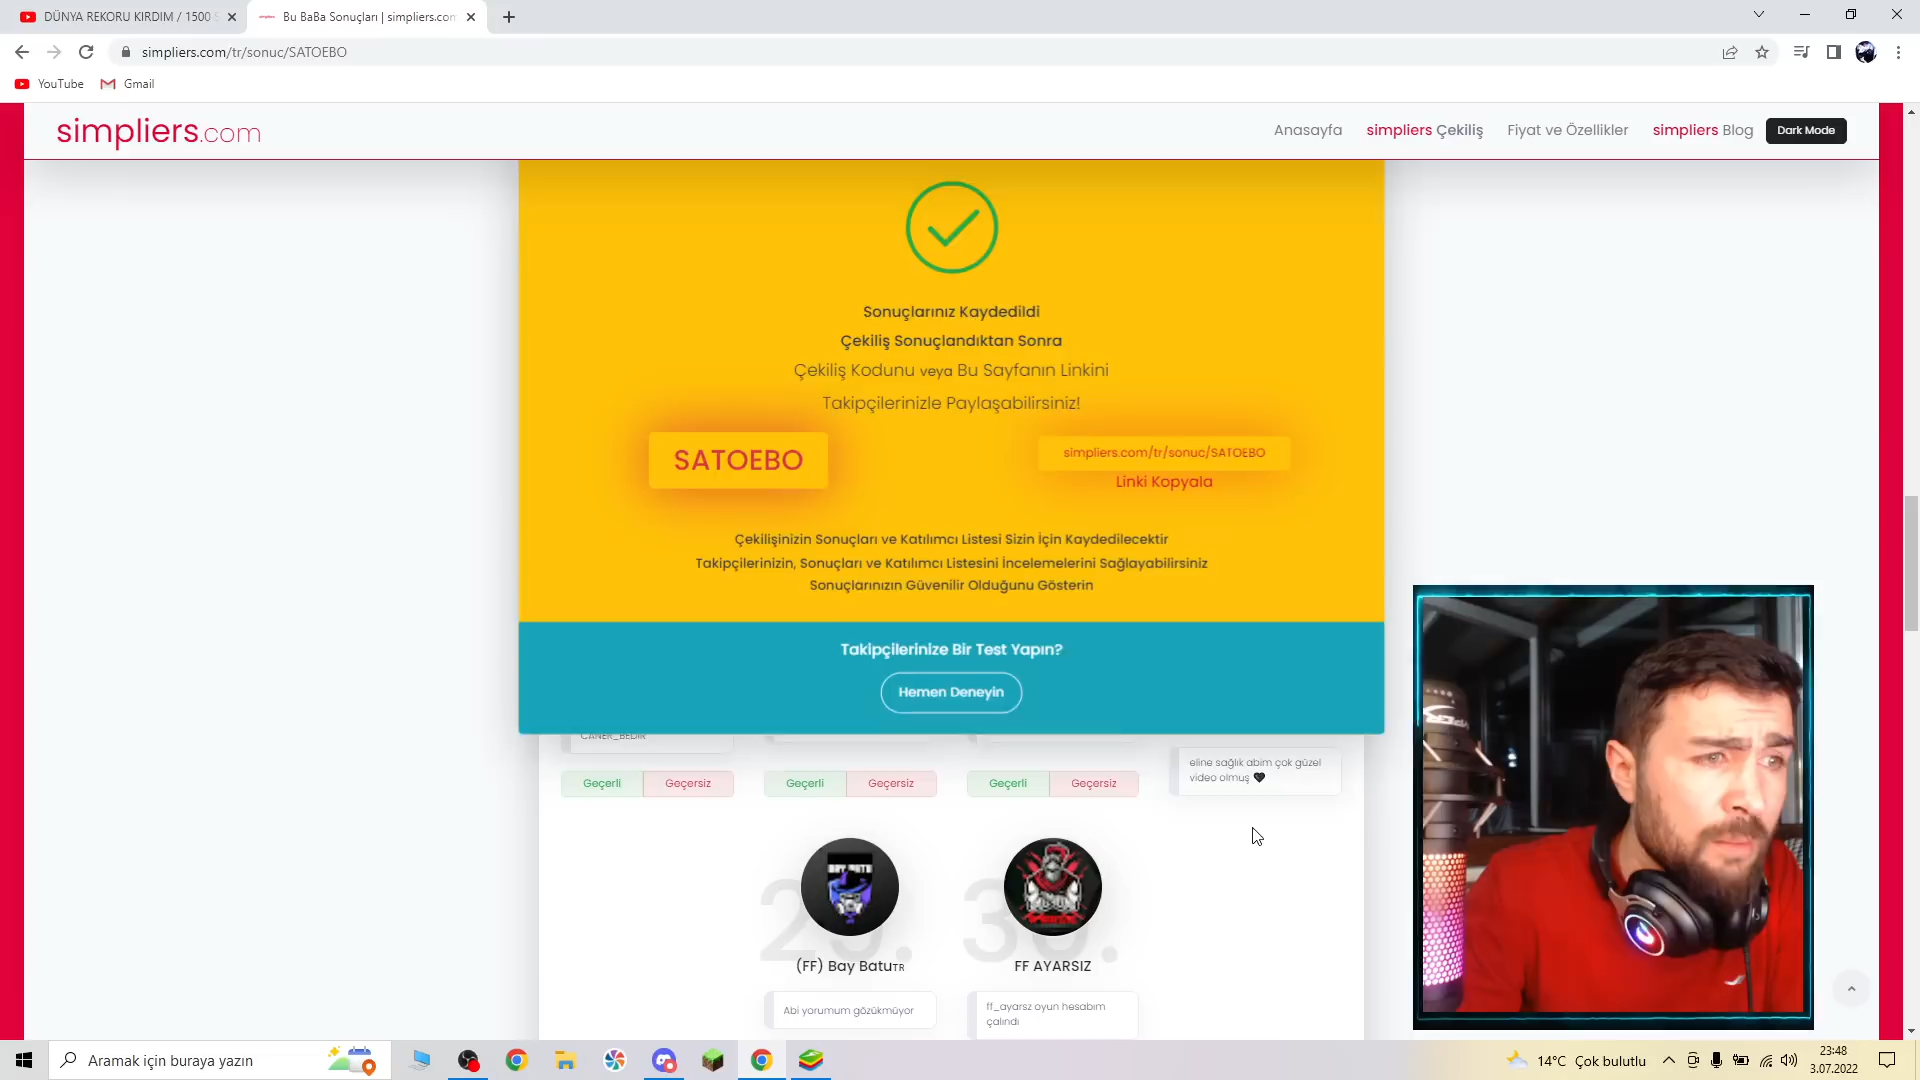 DÜNYA REKORU KIRDIM / 1500
Bu BaBa Sonuçları | simpliers.com
simpliers.com/tr/sonuc/SATOEBO
YouTube
Gmail
simpliers.com
Anasayfa
simpliers Çekiliş
Fiyat ve Özellikler
simpliers Blog
Dark Mode
Sonuçlarınız Kaydedildi
Çekiliş Sonuçlandıktan Sonra
Çekiliş Kodunu veya Bu Sayfanın Linkini
Takipçilerinizle Paylaşabilirsiniz!
SATOEBO
simpliers.com/tr/sonuc/SATOEBO
Linki Kopyala
Çekilişinizin Sonuçları ve Katılımcı Listesi Sizin İçin Kaydedilecektir
Takipçilerinizin, Sonuçları ve Katılımcı Listesini İncelemelerini Sağlayabilirsiniz
Sonuçlarınızın Güvenilir Olduğunu Gösterin
Takipçilerinize Bir Test Yapın?
Hemen Deneyin
CANER_BEDİR
eline sağlık abim çok güzel
video olmuş 🖤
Geçerli
Geçersiz
Geçerli
Geçersiz
Geçerli
Geçersiz
29.
30.
(FF) Bay BatuTR
FF AYARSIZ
Abi yorumum gözükmüyor
ff_ayarsz oyun hesabım
çalındı
Aramak için buraya yazın
14°C Çok bulutlu
23:48
3.07.2022